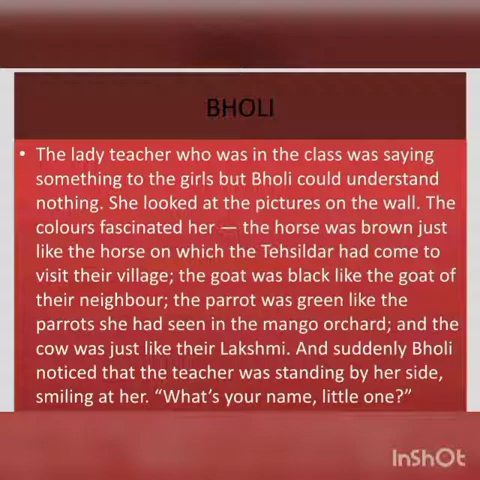 BHOLI
• The lady teacher who was in the class was saying
something to the girls but Bholi could understand
nothing. She looked at the pictures on the wall. The
colours fascinated her — the horse was brown just
like the horse on which the Tehsildar had come to
visit their village; the goat was black like the goat of
their neighbour; the parrot was green like the
parrots she had seen in the mango orchard; and the
cow was just like their Lakshmi. And suddenly Bholi
noticed that the teacher was standing by her side,
smiling at her. “What’s your name, little one?”
InShOt